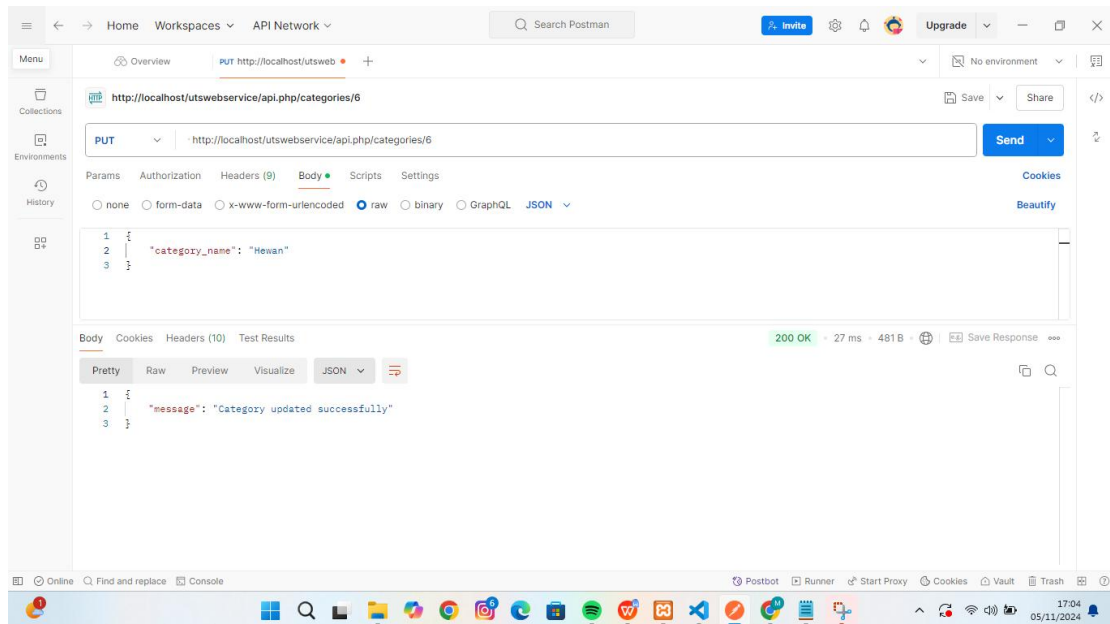 Home Workspaces API Network Search Postman Invite Upgrade
Menu Overview PUT http://localhost/utsweb No environment
HTTP http://localhost/utswebservice/api.php/categories/6 Save Share
Collections
PUT http://localhost/utswebservice/api.php/categories/6 Send
Environments
Params Authorization Headers (9) Body Scripts Settings Cookies
History
none form-data x-www-form-urlencoded raw binary GraphQL JSON Beautify
1 {
2 "category_name": "Hewan"
3 }
Body Cookies Headers (10) Test Results 200 OK 27 ms 481 B Save Response
Pretty Raw Preview Visualize JSON
1 {
2 "message": "Category updated successfully"
3 }
Online Find and replace Console Postbot Runner Start Proxy Cookies Vault Trash
17:04
05/11/2024